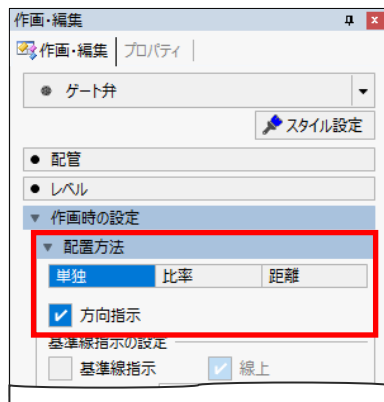 作画・編集
作画・編集 プロパティ
ゲート弁
スタイル設定
配管
レベル
作画時の設定
配置方法
単独 比率 距離
方向指示
基準線指示の設定
基準線指示 線上